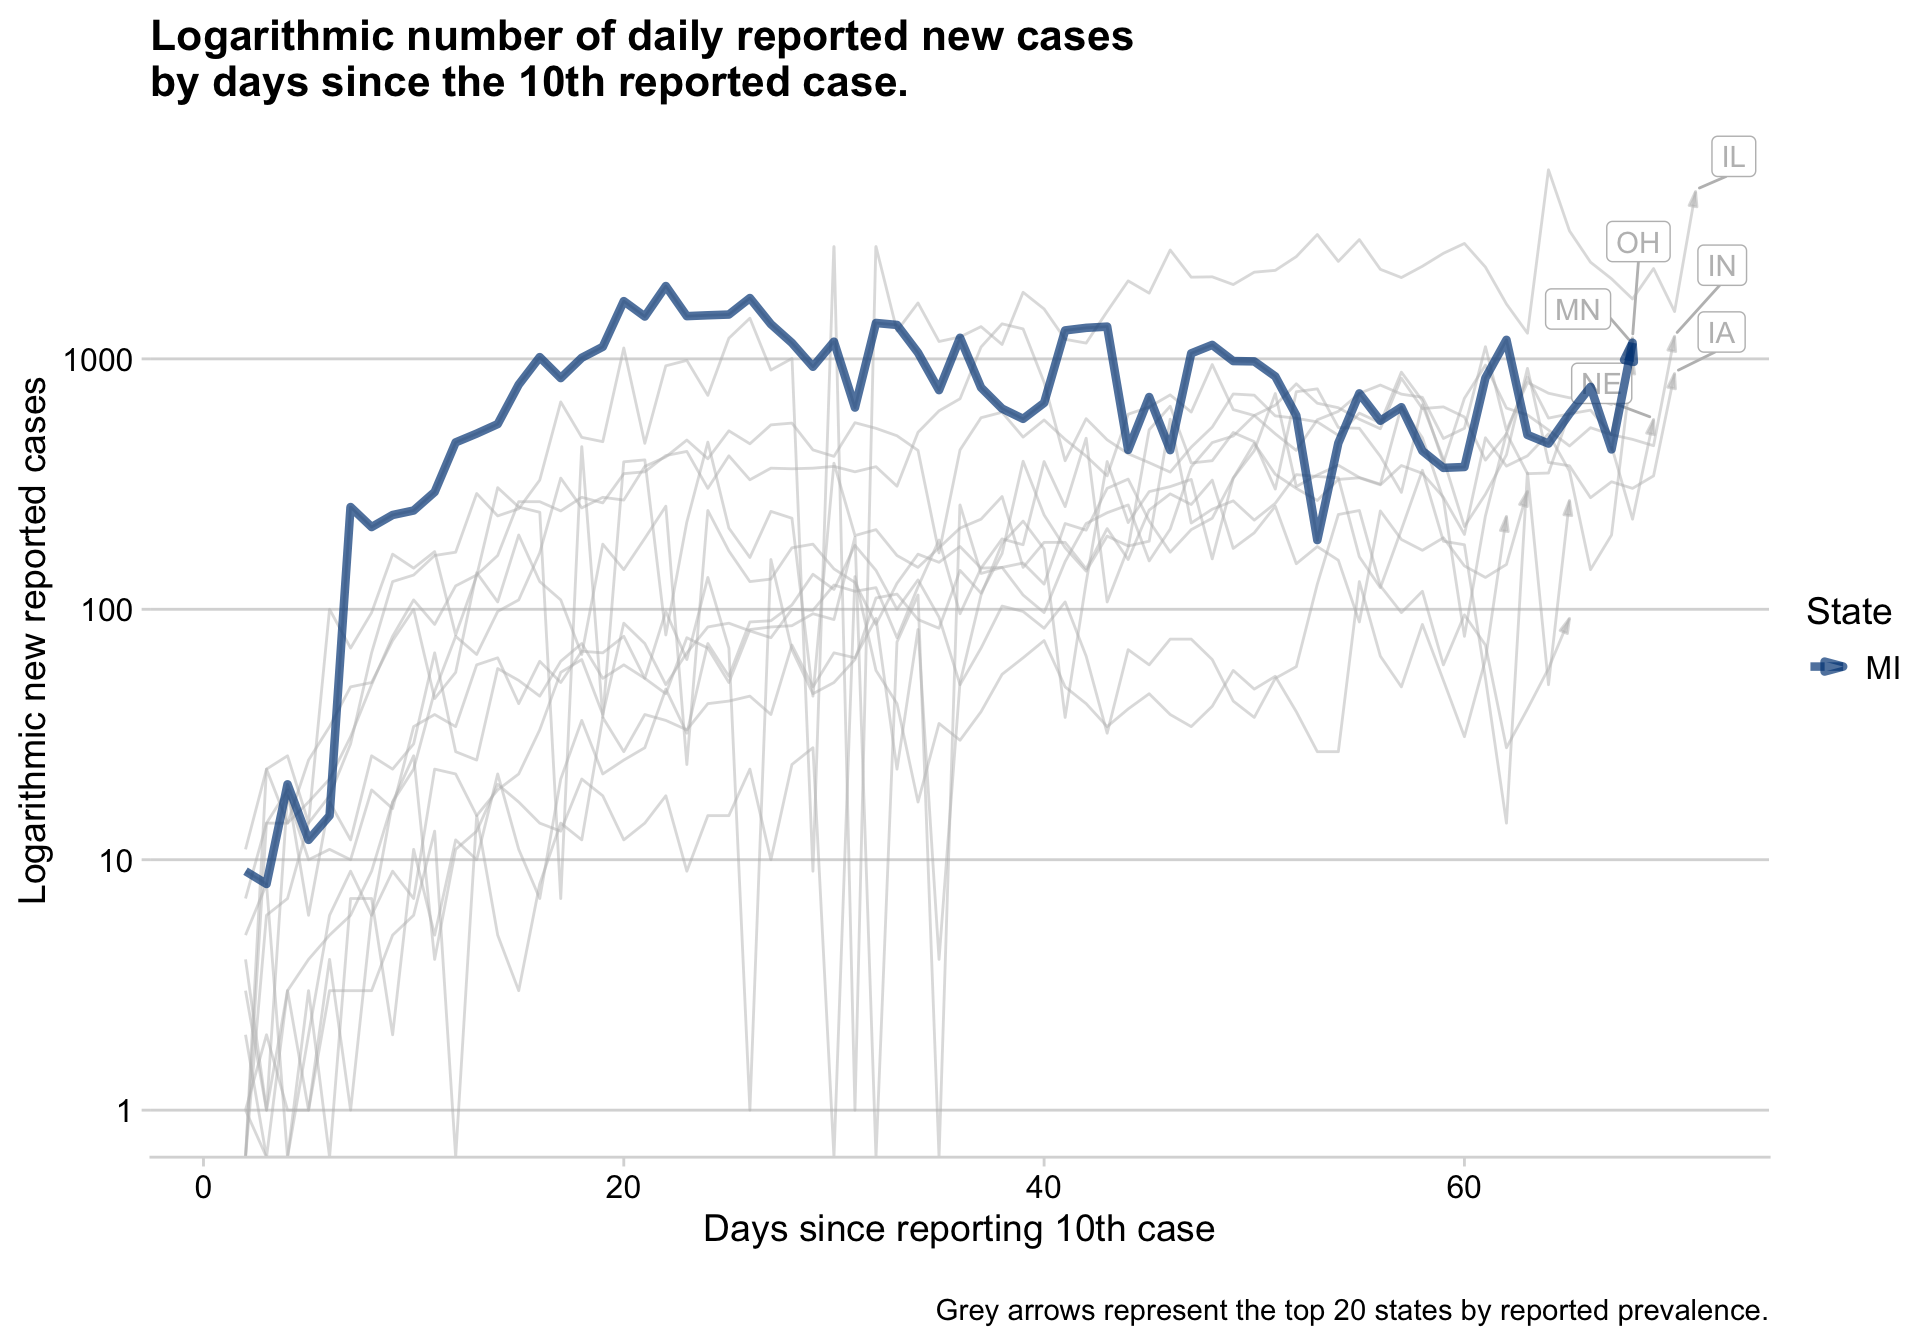 Logarithmic number of daily reported new cases
by days since the 10th reported case.
IL
OH
IN
MN
IA
NE
1000
100
10
1
Logarithmic new reported cases
0
20
40
60
Days since reporting 10th case
State
MI
Grey arrows represent the top 20 states by reported prevalence.